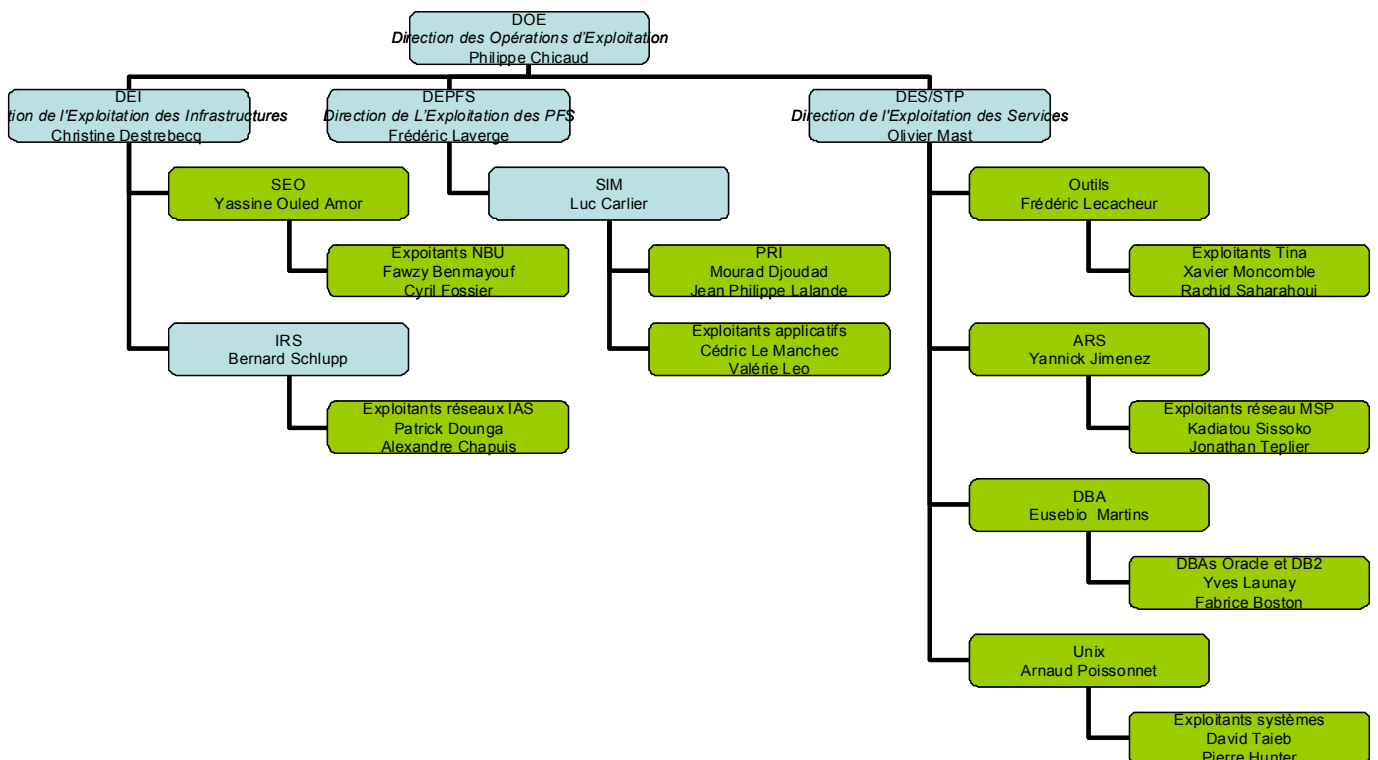 DOE
Direction des Opérations d'Exploitation
Philippe Chicaud
DEI
tion de l'Exploitation des Infrastructures
Christine Destrebecq
DEPFS
Direction de L'Exploitation des PFS
Frédéric Laverge
DES/STP
Direction de l'Exploitation des Services
Olivier Mast
SEO
Yassine Ouled Amor
Expoitants NBU
Fawzy Benmayouf
Cyril Fossier
IRS
Bernard Schlupp
Exploitants réseaux IAS
Patrick Dounga
Alexandre Chapuis
SIM
Luc Carlier
PRI
Mourad Djoudad
Jean Philippe Lalande
Exploitants applicatifs
Cédric Le Manchec
Valérie Leo
Outils
Frédéric Lecacheur
Exploitants Tina
Xavier Moncomble
Rachid Saharahoui
ARS
Yannick Jimenez
Exploitants réseau MSP
Kadiatou Sissoko
Jonathan Teplier
DBA
Eusebio Martins
DBAs Oracle et DB2
Yves Launay
Fabrice Boston
Unix
Arnaud Poissonnet
Exploitants systèmes
David Taieb
Pierre Hunter